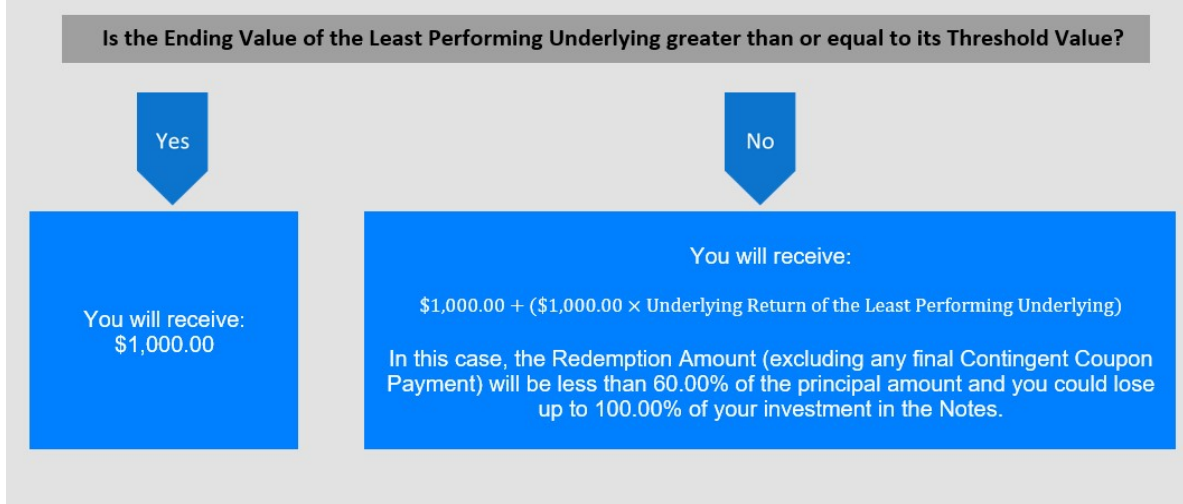 Is the Ending Value of the Least Performing Underlying greater than or equal to its Threshold Value?
Yes
No
You will receive:
$1,000.00
You will receive:
$1,000.00 + ($1,000.00 × Underlying Return of the Least Performing Underlying)
In this case, the Redemption Amount (excluding any final Contingent Coupon
Payment) will be less than 60.00% of the principal amount and you could lose
up to 100.00% of your investment in the Notes.